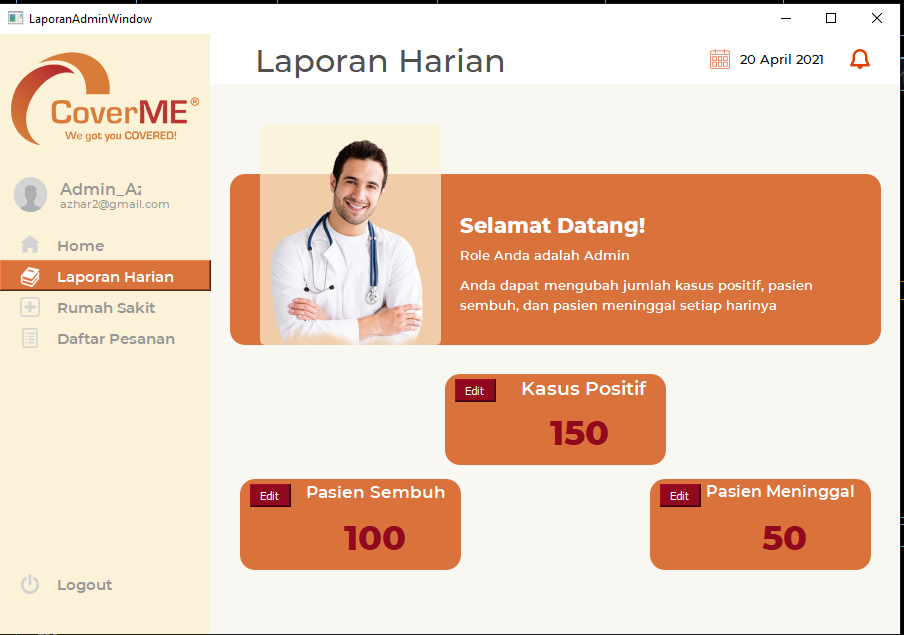 LaporanAdminWindow
Laporan Harian
20 April 2021
CoverME®
We got you COVERED!
Admin_Az
azhar2@gmail.com
Home
Laporan Harian
Rumah Sakit
Daftar Pesanan
Logout
Selamat Datang!
Role Anda adalah Admin
Anda dapat mengubah jumlah kasus positif, pasien
sembuh, dan pasien meninggal setiap harinya
Edit
Kasus Positif
150
Edit
Pasien Sembuh
100
Edit
Pasien Meninggal
50